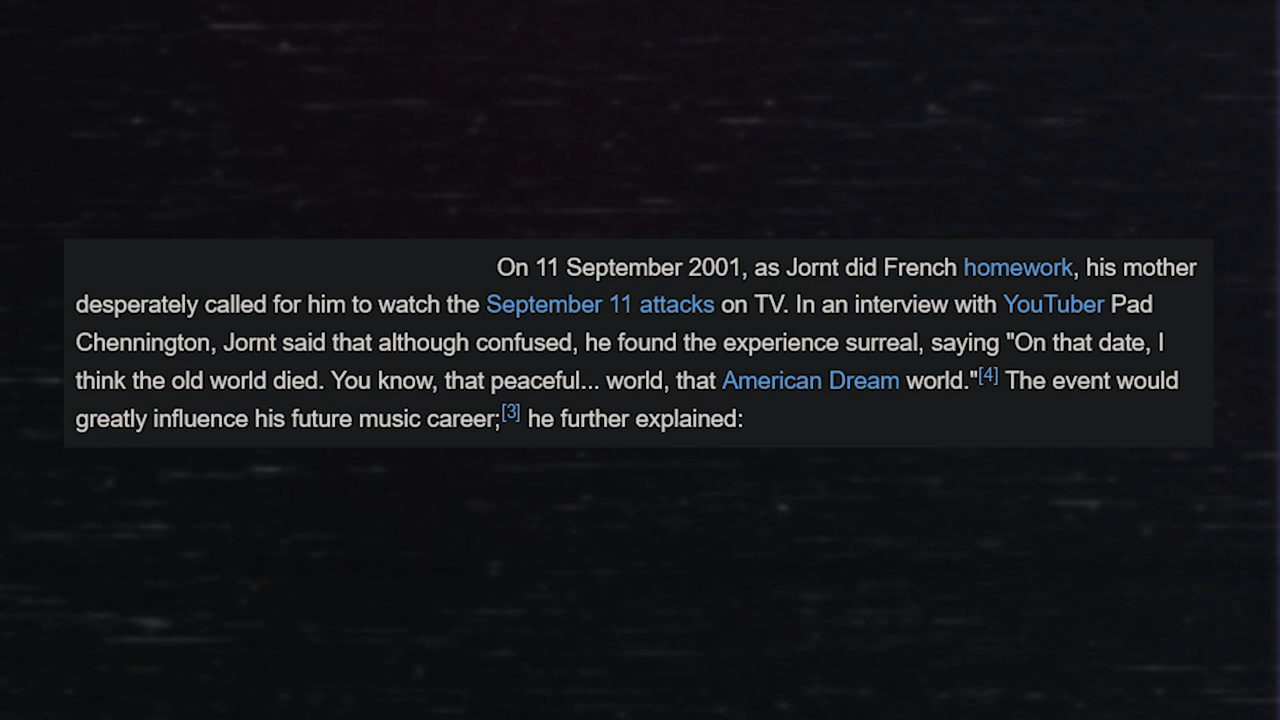 On 11 September 2001, as Jornt did French homework, his mother
desperately called for him to watch the September 11 attacks on TV. In an interview with YouTuber Pad
Chennington, Jornt said that although confused, he found the experience surreal, saying "On that date, I
think the old world died. You know, that peaceful... world, that American Dream world."[4] The event would
greatly influence his future music career;[3] he further explained: